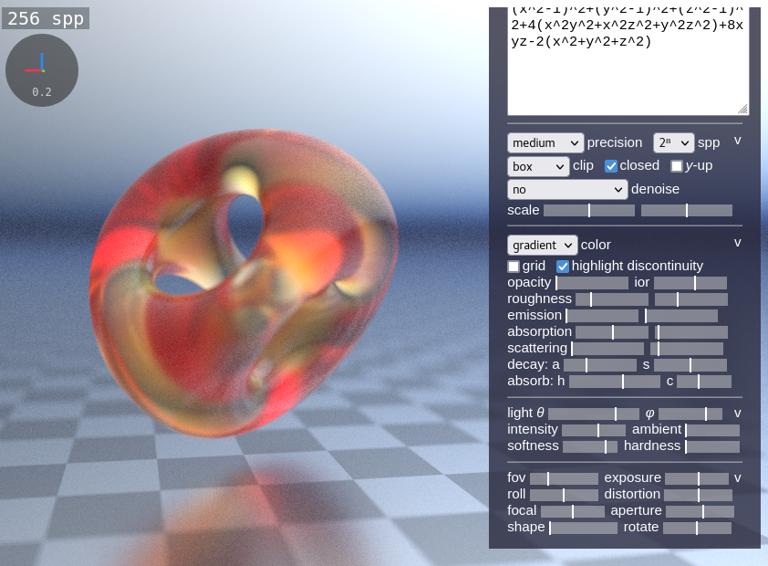 256 spp
0.2
(x^2-1)^2+(y^2-1)^2+(z^2-1)^
2+4(x^2y^2+x^2z^2+y^2z^2)+8x
yz-2(x^2+y^2+z^2)
medium precision 2ⁿ spp v
box clip closed y-up
no denoise
scale
gradient color v
grid highlight discontinuity
opacity ior
roughness
emission
absorption
scattering
decay: a s
absorb: h c
light θ φ v
intensity ambient
softness hardness
fov exposure v
roll distortion
focal aperture
shape rotate